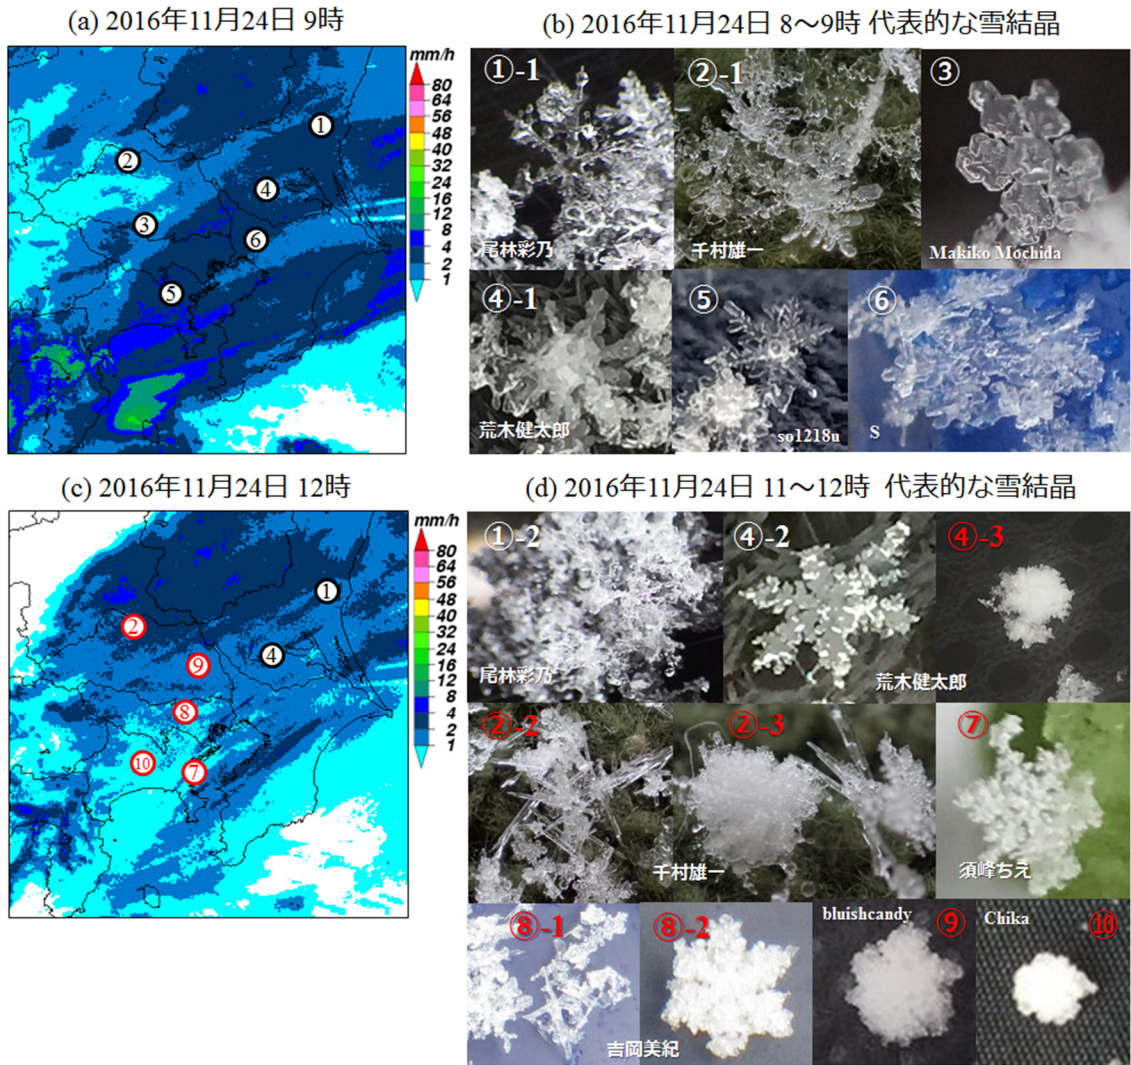 (a) 2016年11月24日 9時
(b) 2016年11月24日 8〜9時 代表的な雪結晶
mm/h
80
64
56
48
40
32
24
16
12
8
4
2
1
①
②
④
③
⑥
⑤
①-1
尾林彩乃
②-1
千村雄一
③
Makiko Mochida
④-1
荒木健太郎
⑤
so1218u
⑥
S
(c) 2016年11月24日 12時
(d) 2016年11月24日 11〜12時 代表的な雪結晶
mm/h
80
64
56
48
40
32
24
16
12
8
4
2
1
①
②
④
⑨
⑧
⑩
⑦
①-2
尾林彩乃
④-2
荒木健太郎
④-3
②-2
②-3
千村雄一
⑦
須峰ちえ
⑧-1
⑧-2
吉岡美紀
bluishcandy
⑨
Chika
⑩